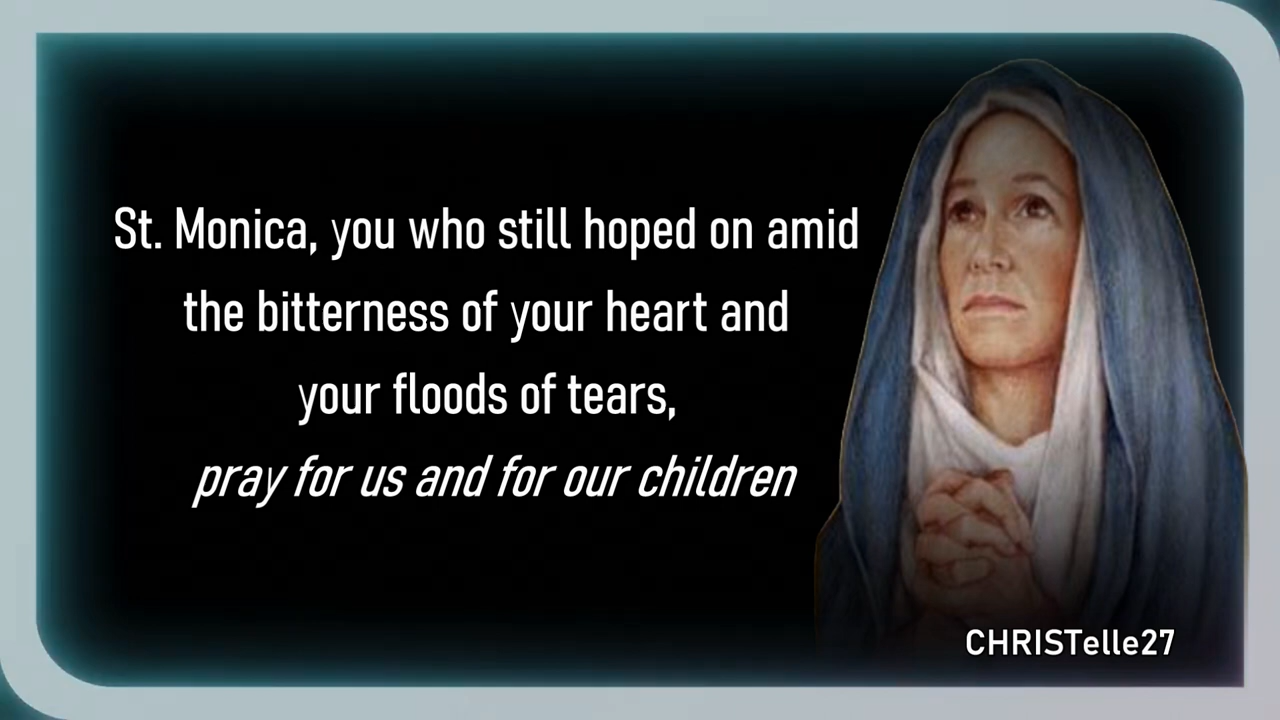 St. Monica, you who still hoped on amid
the bitterness of your heart and
your floods of tears,
pray for us and for our children
CHRISTelle27